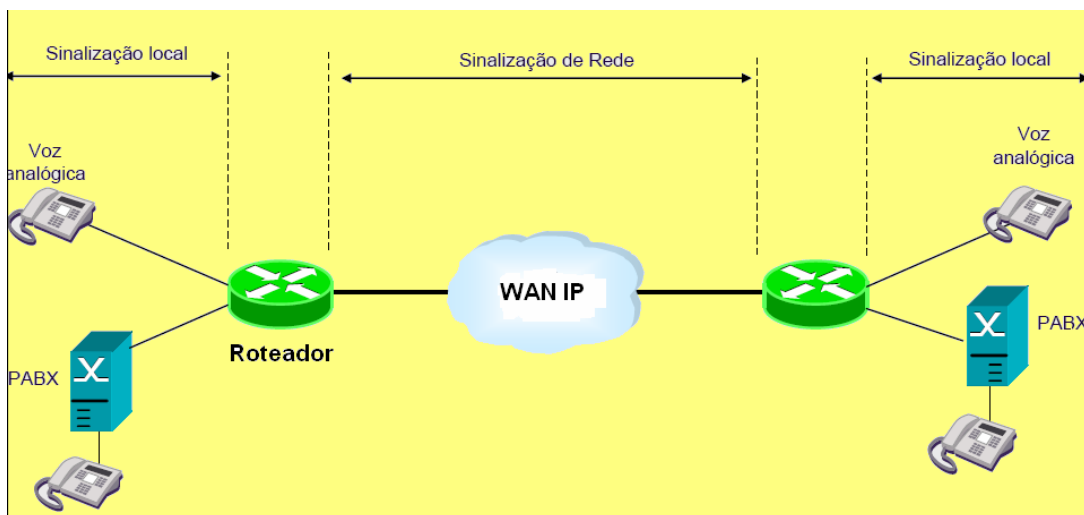 Sinalização local
Sinalização de Rede
Sinalização local
Voz
analógica
Voz
analógica
WAN IP
Roteador
PABX
PABX